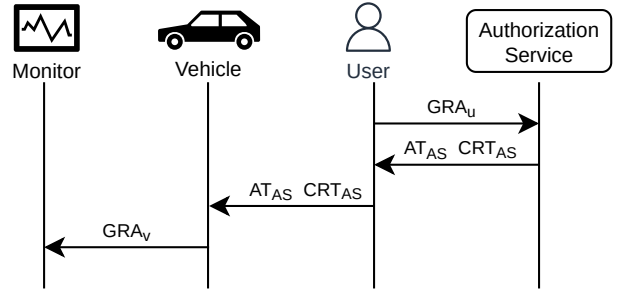 Monitor
Vehicle
User
Authorization
Service
GRAu
ATAS CRTAS
ATAS CRTAS
GRAv